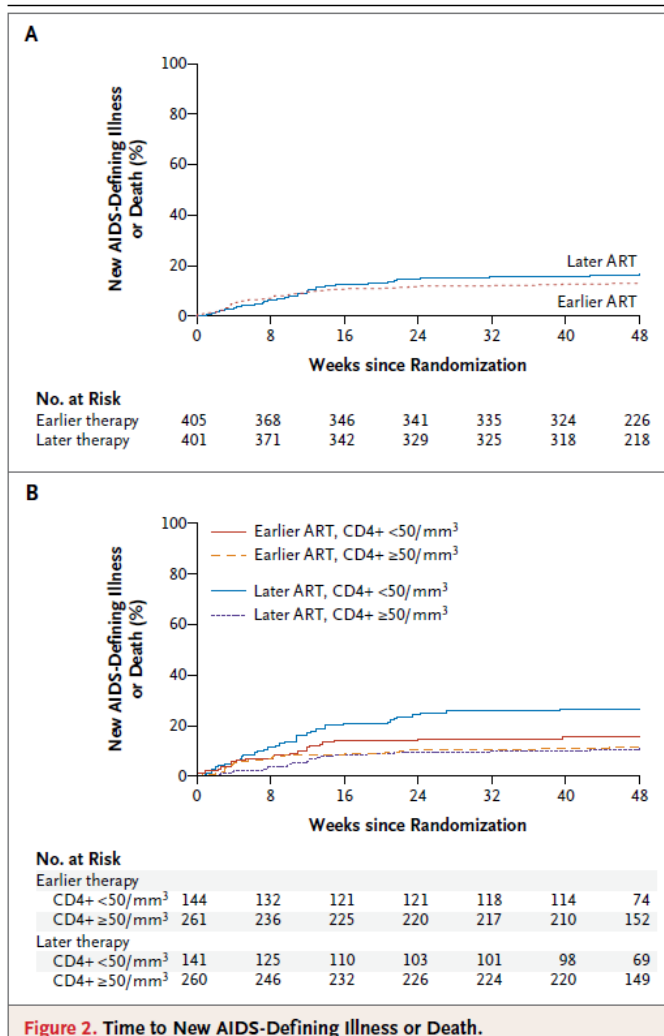 A
New AIDS-Defining Illness
or Death (%)
100
80
60
40
20
0
Later ART
Earlier ART
0 8 16 24 32 40 48
Weeks since Randomization
No. at Risk
Earlier therapy 405 368 346 341 335 324 226
Later therapy 401 371 342 329 325 318 218
B
New AIDS-Defining Illness
or Death (%)
100
80
60
40
20
0
Earlier ART, CD4+ <50/mm³
Earlier ART, CD4+ ≥50/mm³
Later ART, CD4+ <50/mm³
Later ART, CD4+ ≥50/mm³
0 8 16 24 32 40 48
Weeks since Randomization
No. at Risk
Earlier therapy
CD4+ <50/mm³ 144 132 121 121 118 114 74
CD4+ ≥50/mm³ 261 236 225 220 217 210 152
Later therapy
CD4+ <50/mm³ 141 125 110 103 101 98 69
CD4+ ≥50/mm³ 260 246 232 226 224 220 149
Figure 2. Time to New AIDS-Defining Illness or Death.